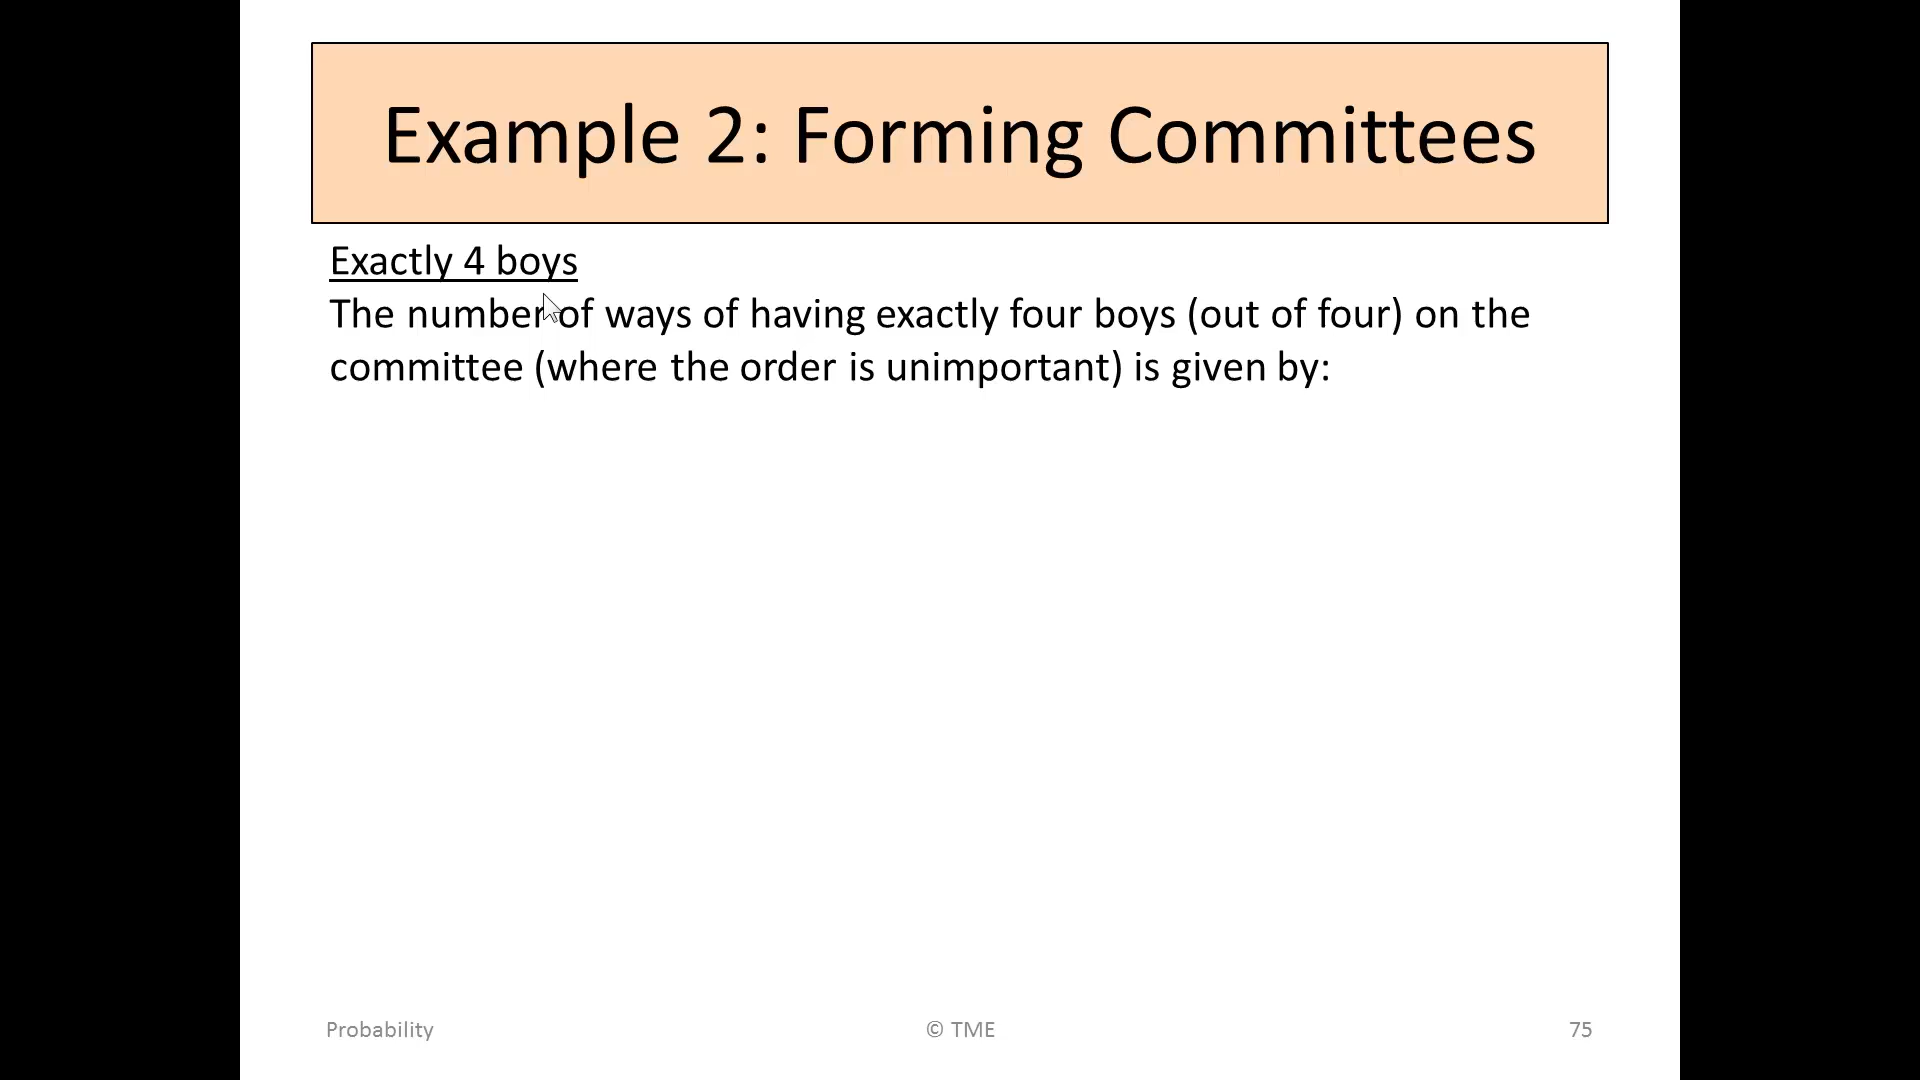 Example 2: Forming Committees
Exactly 4 boys
The number of ways of having exactly four boys (out of four) on the
committee (where the order is unimportant) is given by:
Probability
© TME
75